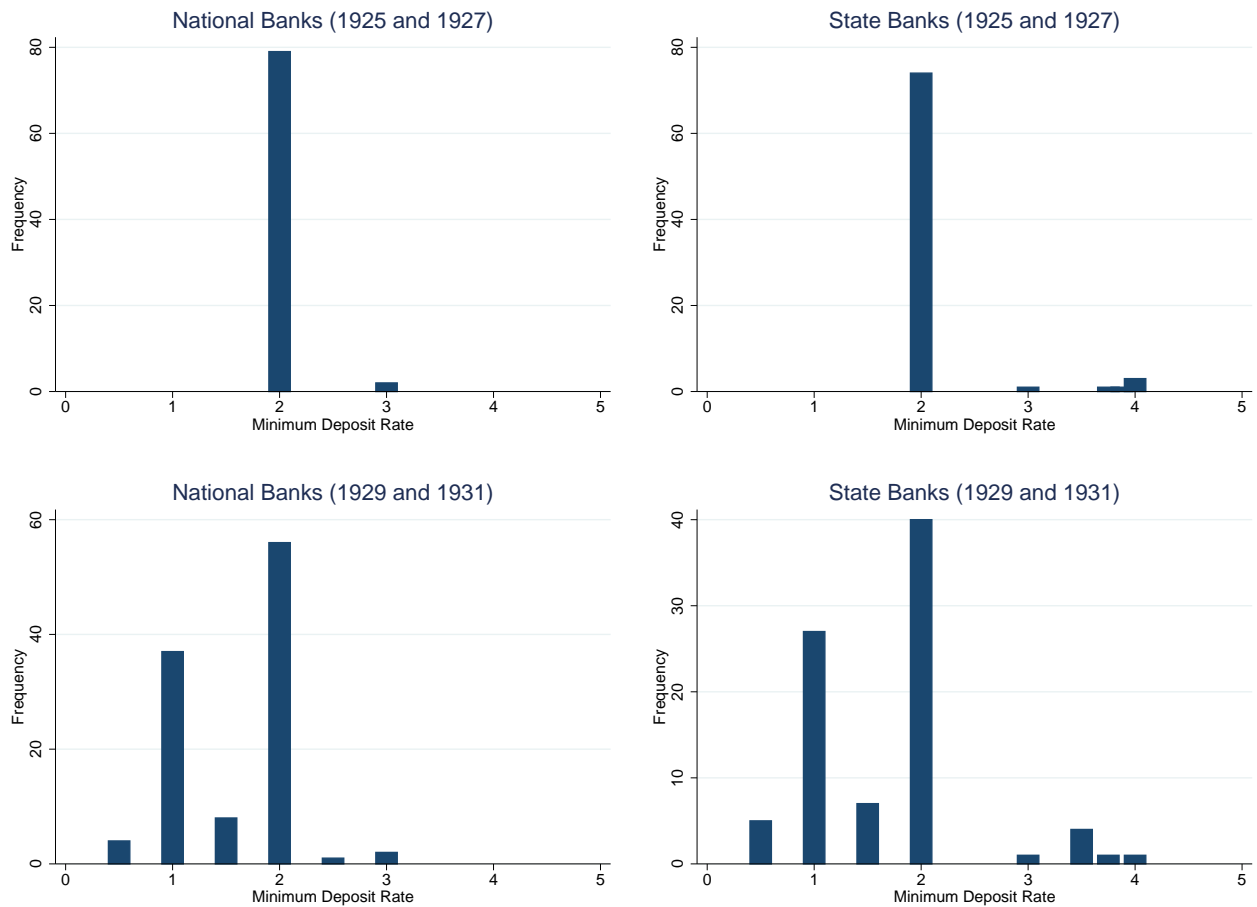 National Banks (1925 and 1927)
Frequency
80
60
40
20
0
0 1 2 3 4 5
Minimum Deposit Rate
State Banks (1925 and 1927)
Frequency
80
60
40
20
0
0 1 2 3 4 5
Minimum Deposit Rate
National Banks (1929 and 1931)
Frequency
60
40
20
0
0 1 2 3 4 5
Minimum Deposit Rate
State Banks (1929 and 1931)
Frequency
40
30
20
10
0
0 1 2 3 4 5
Minimum Deposit Rate